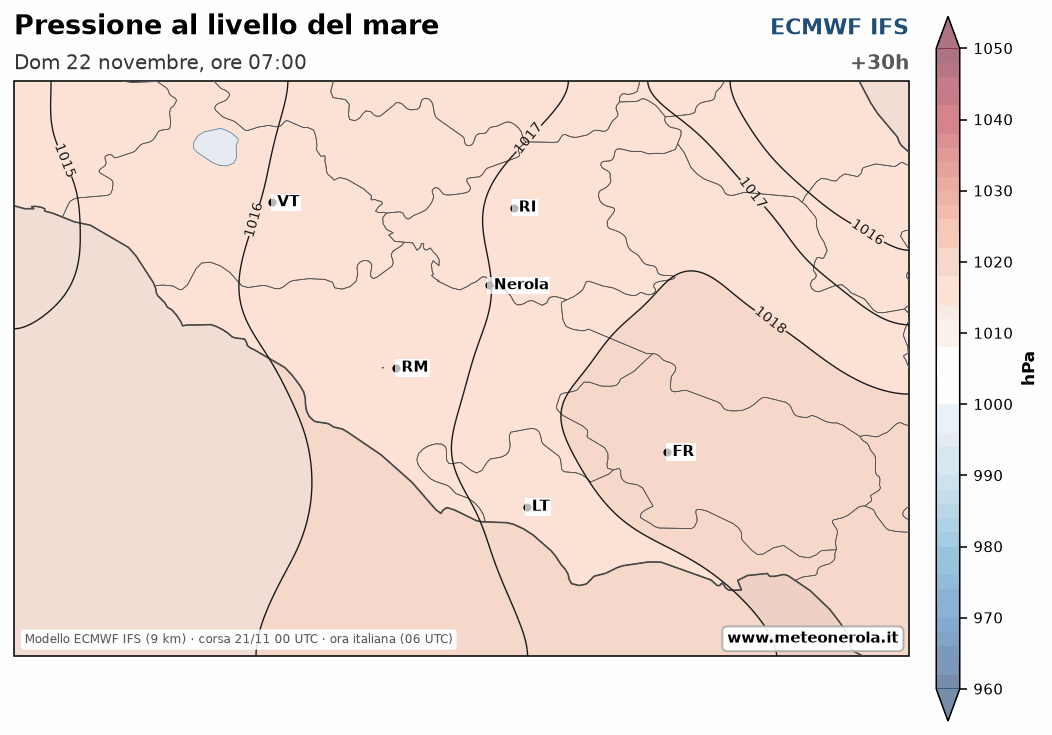 Pressione al livello del mare
ECMWF IFS
Dom 22 novembre, ore 07:00
+30h
1015
1016
1017
1017
1016
1018
VT
RI
Nerola
RM
FR
LT
1050
1040
1030
1020
1010
1000
990
980
970
960
hPa
Modello ECMWF IFS (9 km) · corsa 21/11 00 UTC · ora italiana (06 UTC)
www.meteonerola.it